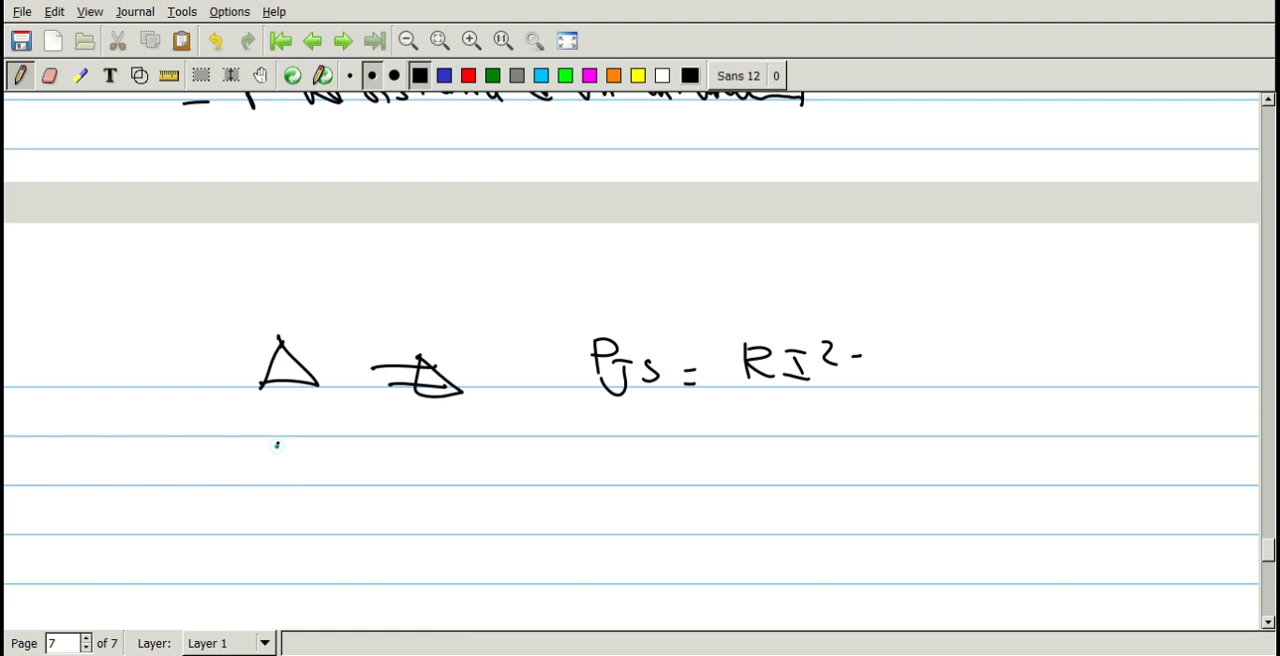 File Edit View Journal Tools Options Help
T Sans 12 0
Δ ⇒ PJS = RI² -
Page 7 of 7 Layer: Layer 1